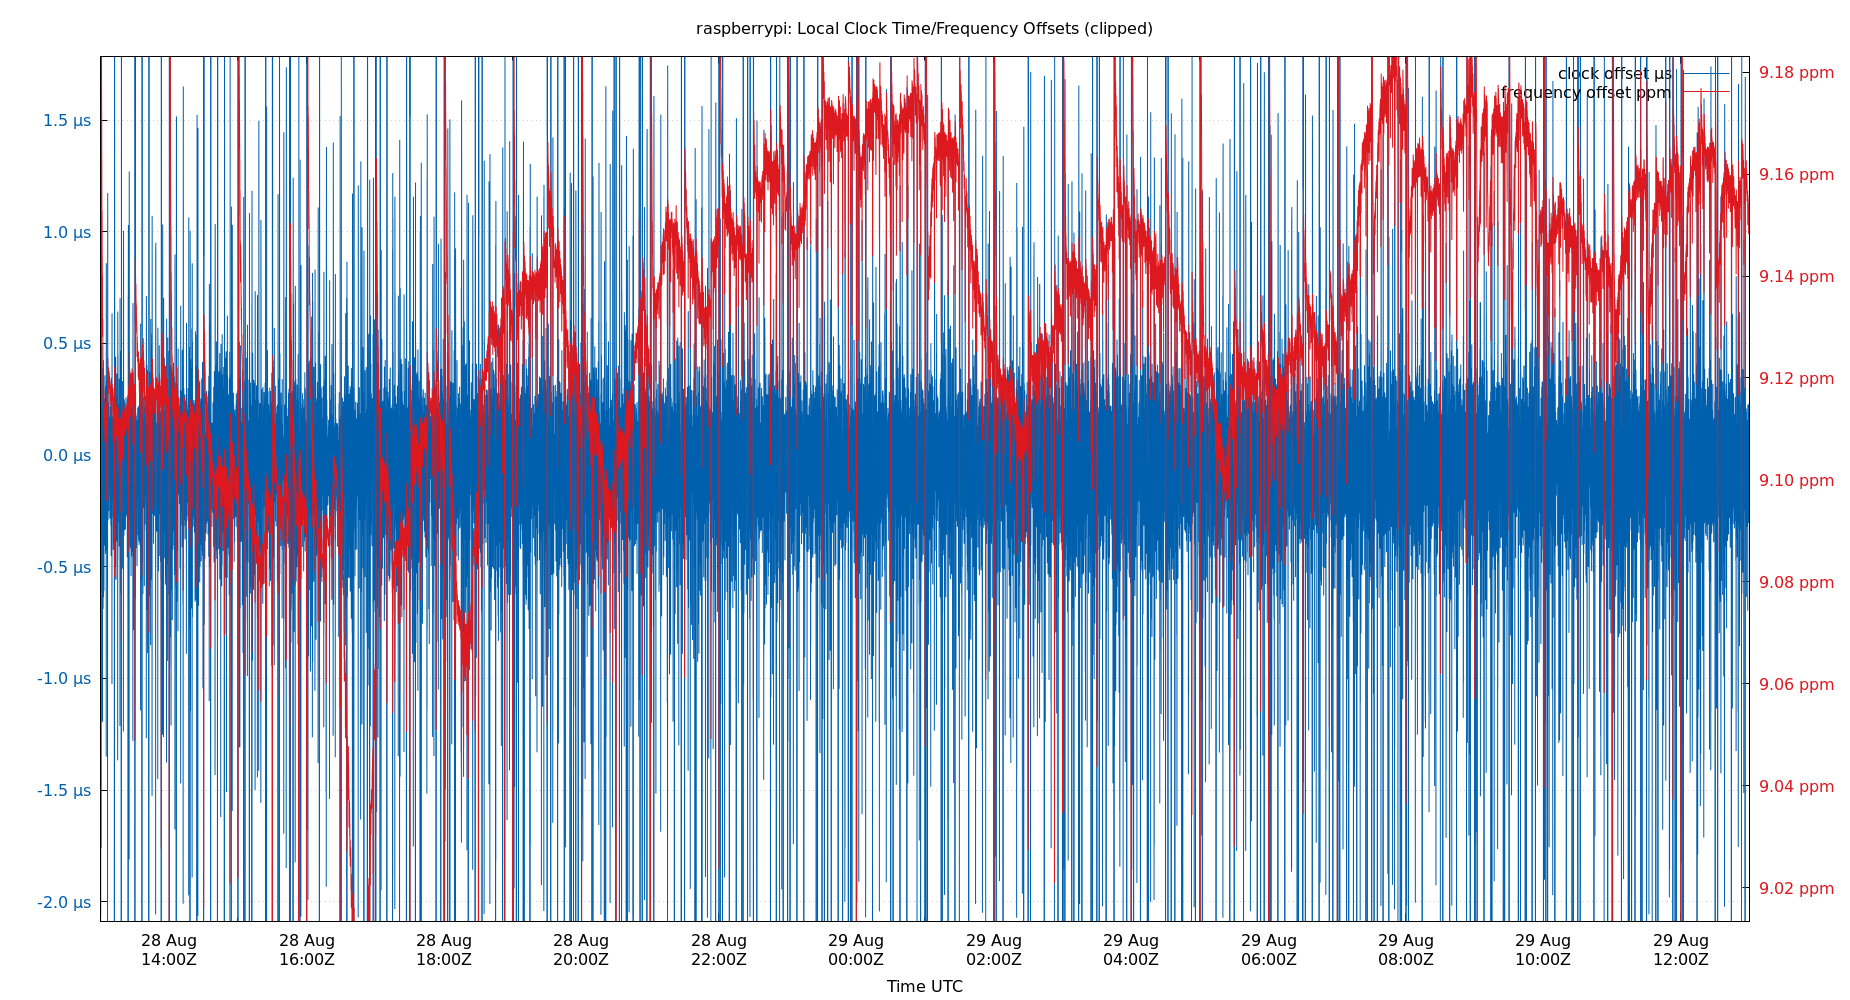 raspberrypi: Local Clock Time/Frequency Offsets (clipped)
clock offset µs
frequency offset ppm
1.5 µs
1.0 µs
0.5 µs
0.0 µs
-0.5 µs
-1.0 µs
-1.5 µs
-2.0 µs
9.18 ppm
9.16 ppm
9.14 ppm
9.12 ppm
9.10 ppm
9.08 ppm
9.06 ppm
9.04 ppm
9.02 ppm
28 Aug 28 Aug 28 Aug 28 Aug 28 Aug 29 Aug 29 Aug 29 Aug 29 Aug 29 Aug 29 Aug 29 Aug
14:00Z 16:00Z 18:00Z 20:00Z 22:00Z 00:00Z 02:00Z 04:00Z 06:00Z 08:00Z 10:00Z 12:00Z
Time UTC